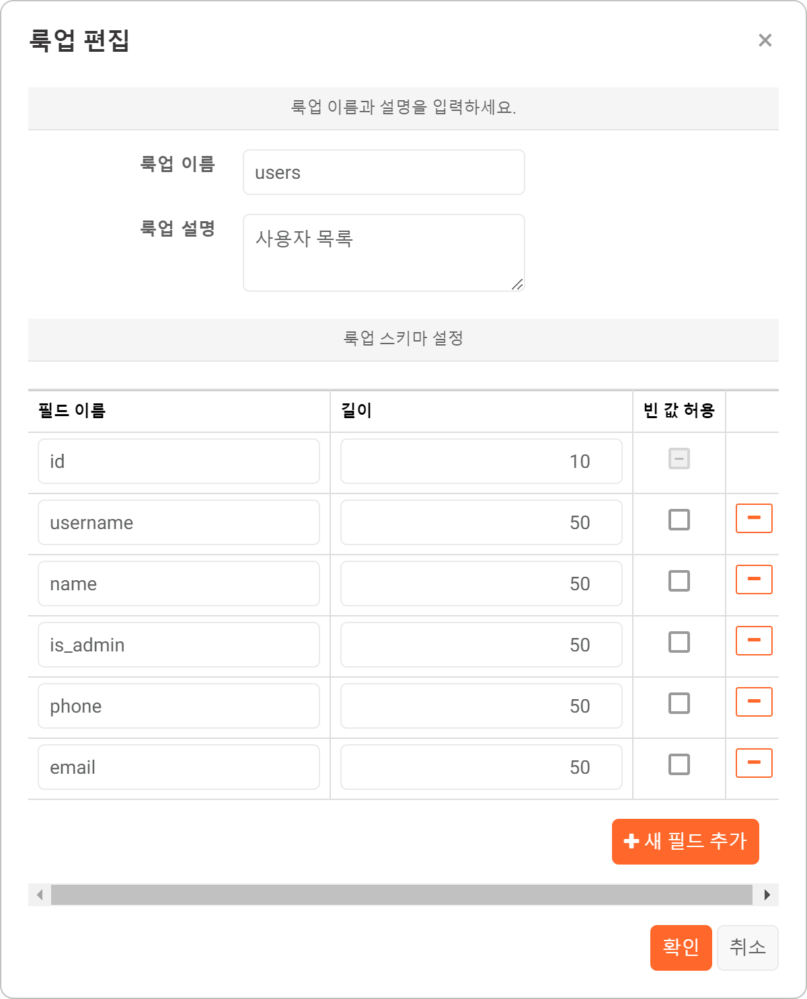 룩업 편집
룩업 이름과 설명을 입력하세요.
룩업 이름
users
룩업 설명
사용자 목록
룩업 스키마 설정
필드 이름 길이 빈 값 허용
id 10
username 50
name 50
is_admin 50
phone 50
email 50
새 필드 추가
확인 취소